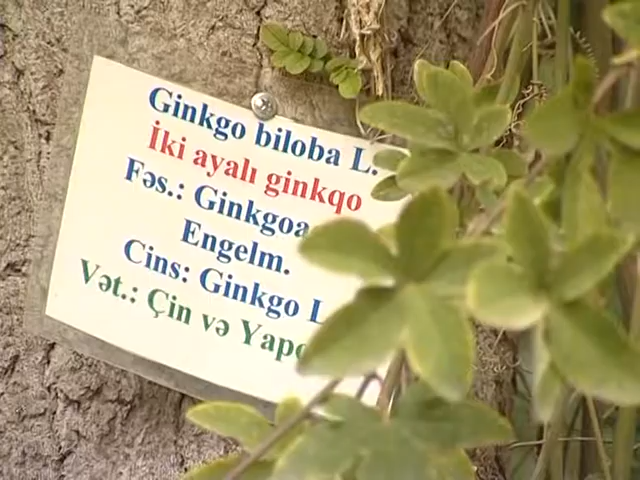 Ginkgo biloba L.
İki ayalı ginkqo
Fəs.: Ginkgoa
Engelm.
Cins: Ginkgo L
Vət.: Çin və Yapo